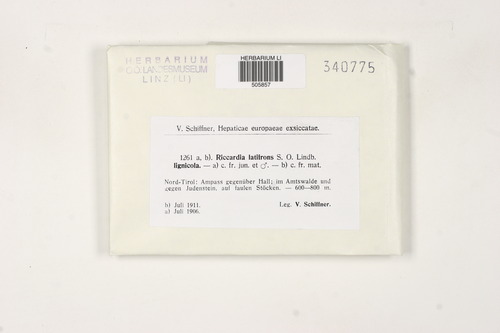 HERBARIUM
OÖ. LANDESMUSEUM
LINZ (LI)
HERBARIUM LI
505857
340775
V. Schiffner, Hepaticae europaeae exsiccatae.
1261 a, b). Riccardia latifrons S. O. Lindb.
lignicola. — a) c. fr. jun. et ♂. — b) c. fr. mat.
Nord-Tirol: Ampass gegenüber Hall; im Amtswalde und
gegen Judenstein, auf faulen Stöcken. — 600—800 m.
b) Juli 1911.
a) Juli 1906.
Leg. V. Schiffner.